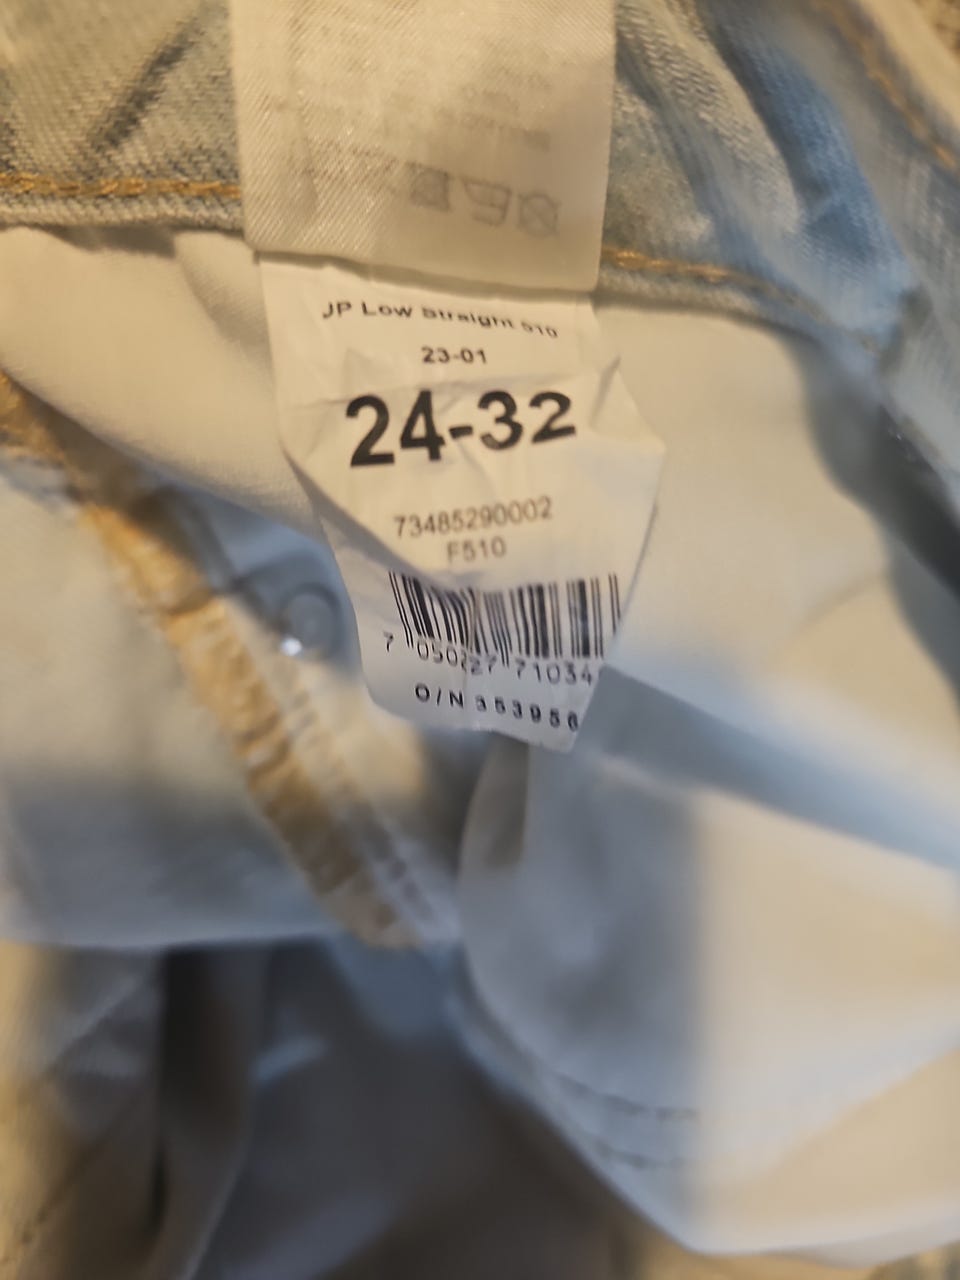 JP Low Straight 510
23-01
24-32
73485290002
F510
7 050227 71034
O/N 353956